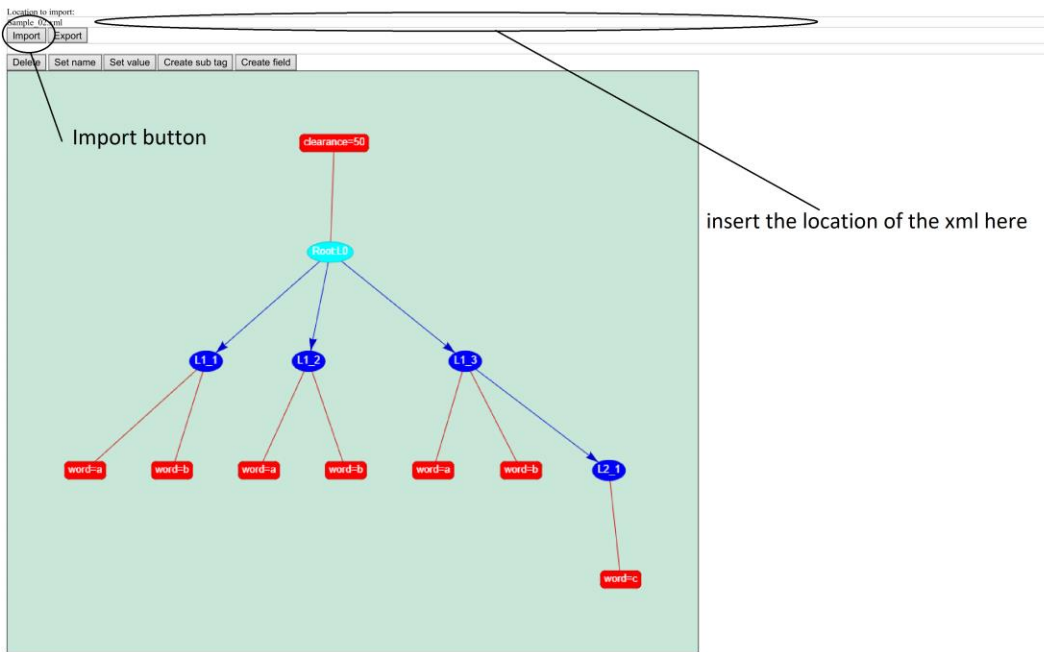 Location to import:
Sample_02.xml
Import Export
Delete Set name Set value Create sub tag Create field
clearance=50
Import button
insert the location of the xml here
Root:L0
L1_1 L1_2 L1_3
word=a word=b word=a word=b word=a word=b L2_1
word=c